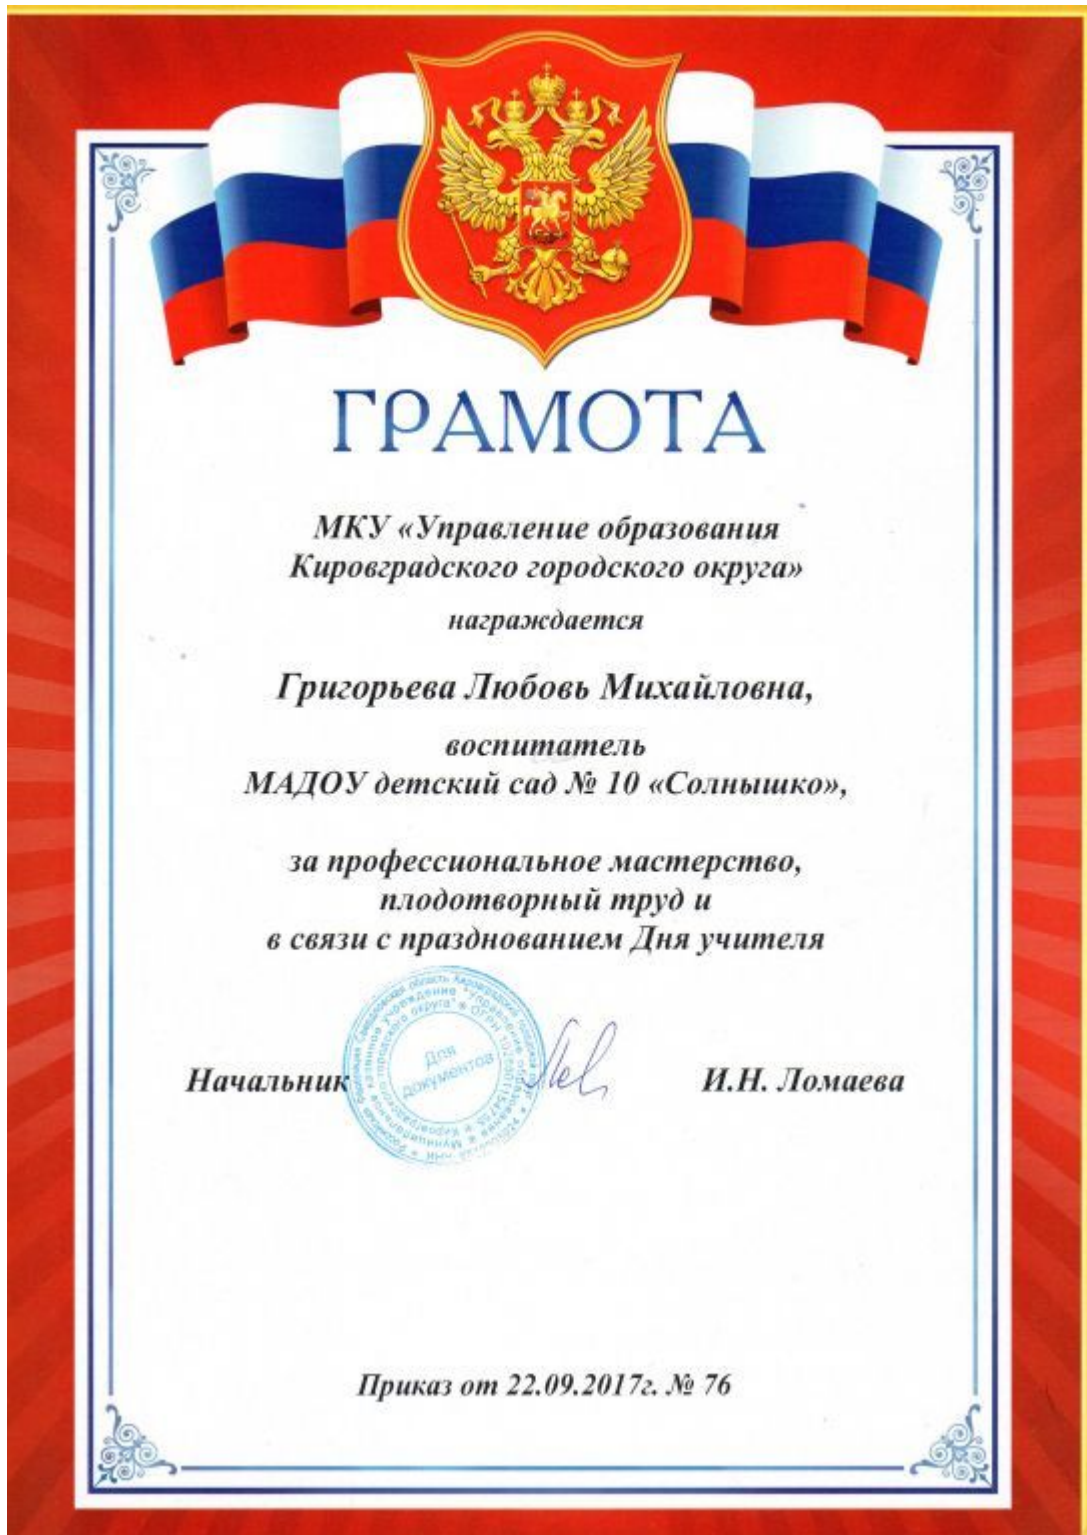 ГРАМОТА
МКУ «Управление образования
Кировградского городского округа»
награждается
Григорьева Любовь Михайловна,
воспитатель
МАДОУ детский сад № 10 «Солнышко»,
за профессиональное мастерство,
плодотворный труд и
в связи с празднованием Дня учителя
Начальник
Для
документов
И.Н. Ломаева
Приказ от 22.09.2017г. № 76